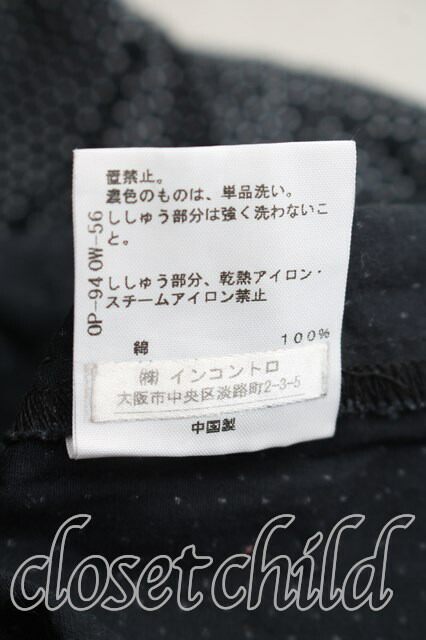 置禁止。
濃色のものは、単品洗い。
ししゅう部分は強く洗わないこ
と。
ししゅう部分、乾熱アイロン・
スチームアイロン禁止
綿 100%
㈱ インコントロ
大阪市中央区淡路町2-3-5
中国製
OP-94 OW-56
closet child